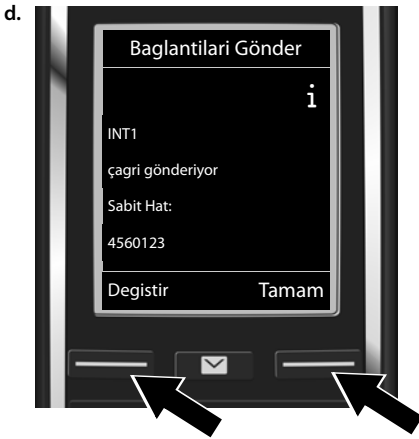 d.
Baglantilari Gönder
i
INT1
çagri gönderiyor
Sabit Hat:
4560123
Degistir Tamam